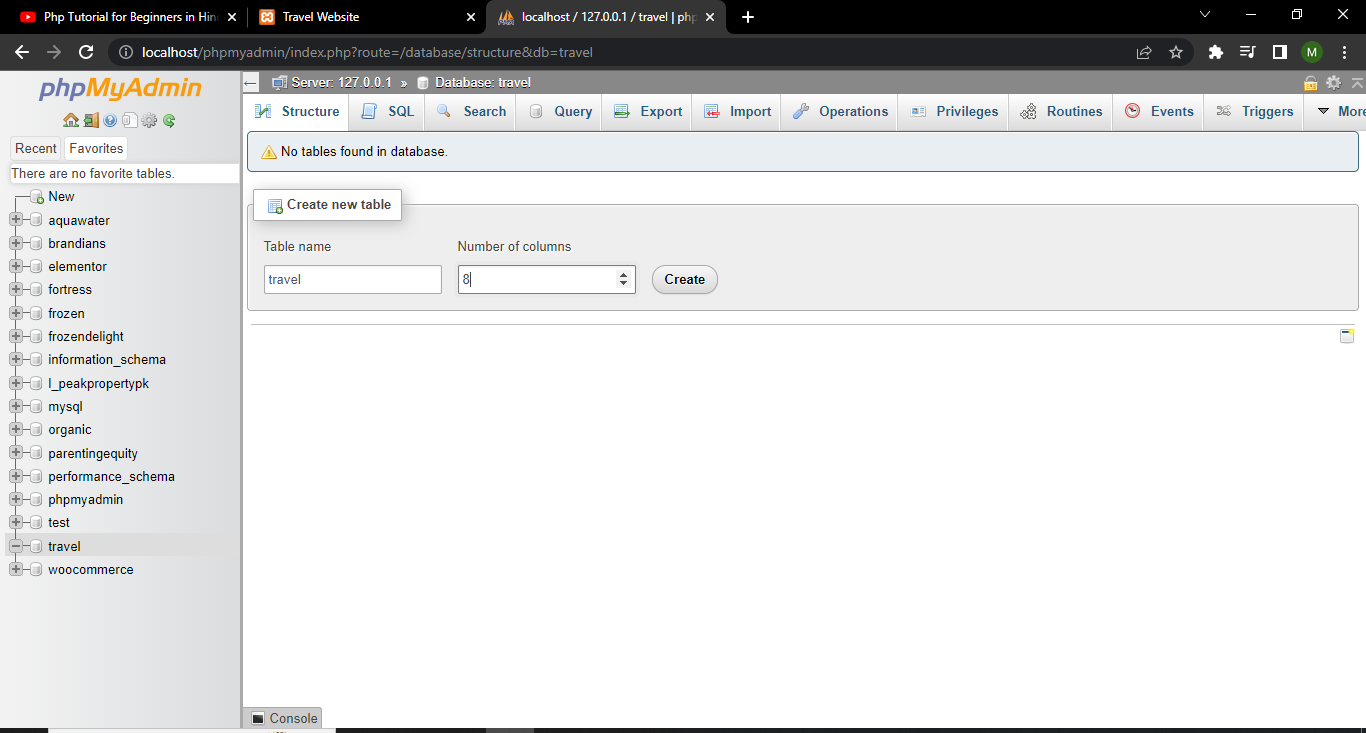 Php Tutorial for Beginners in Hin
Travel Website
localhost / 127.0.0.1 / travel | php
localhost/phpmyadmin/index.php?route=/database/structure&db=travel
M
phpMyAdmin
Server: 127.0.0.1 » Database: travel
Structure SQL Search Query Export Import Operations Privileges Routines Events Triggers More
Recent Favorites
There are no favorite tables.
New
aquawater
brandians
elementor
fortress
frozen
frozendelight
information_schema
l_peakpropertypk
mysql
organic
parentingequity
performance_schema
phpmyadmin
test
travel
woocommerce
No tables found in database.
Create new table
Table name Number of columns
travel 8 Create
Console